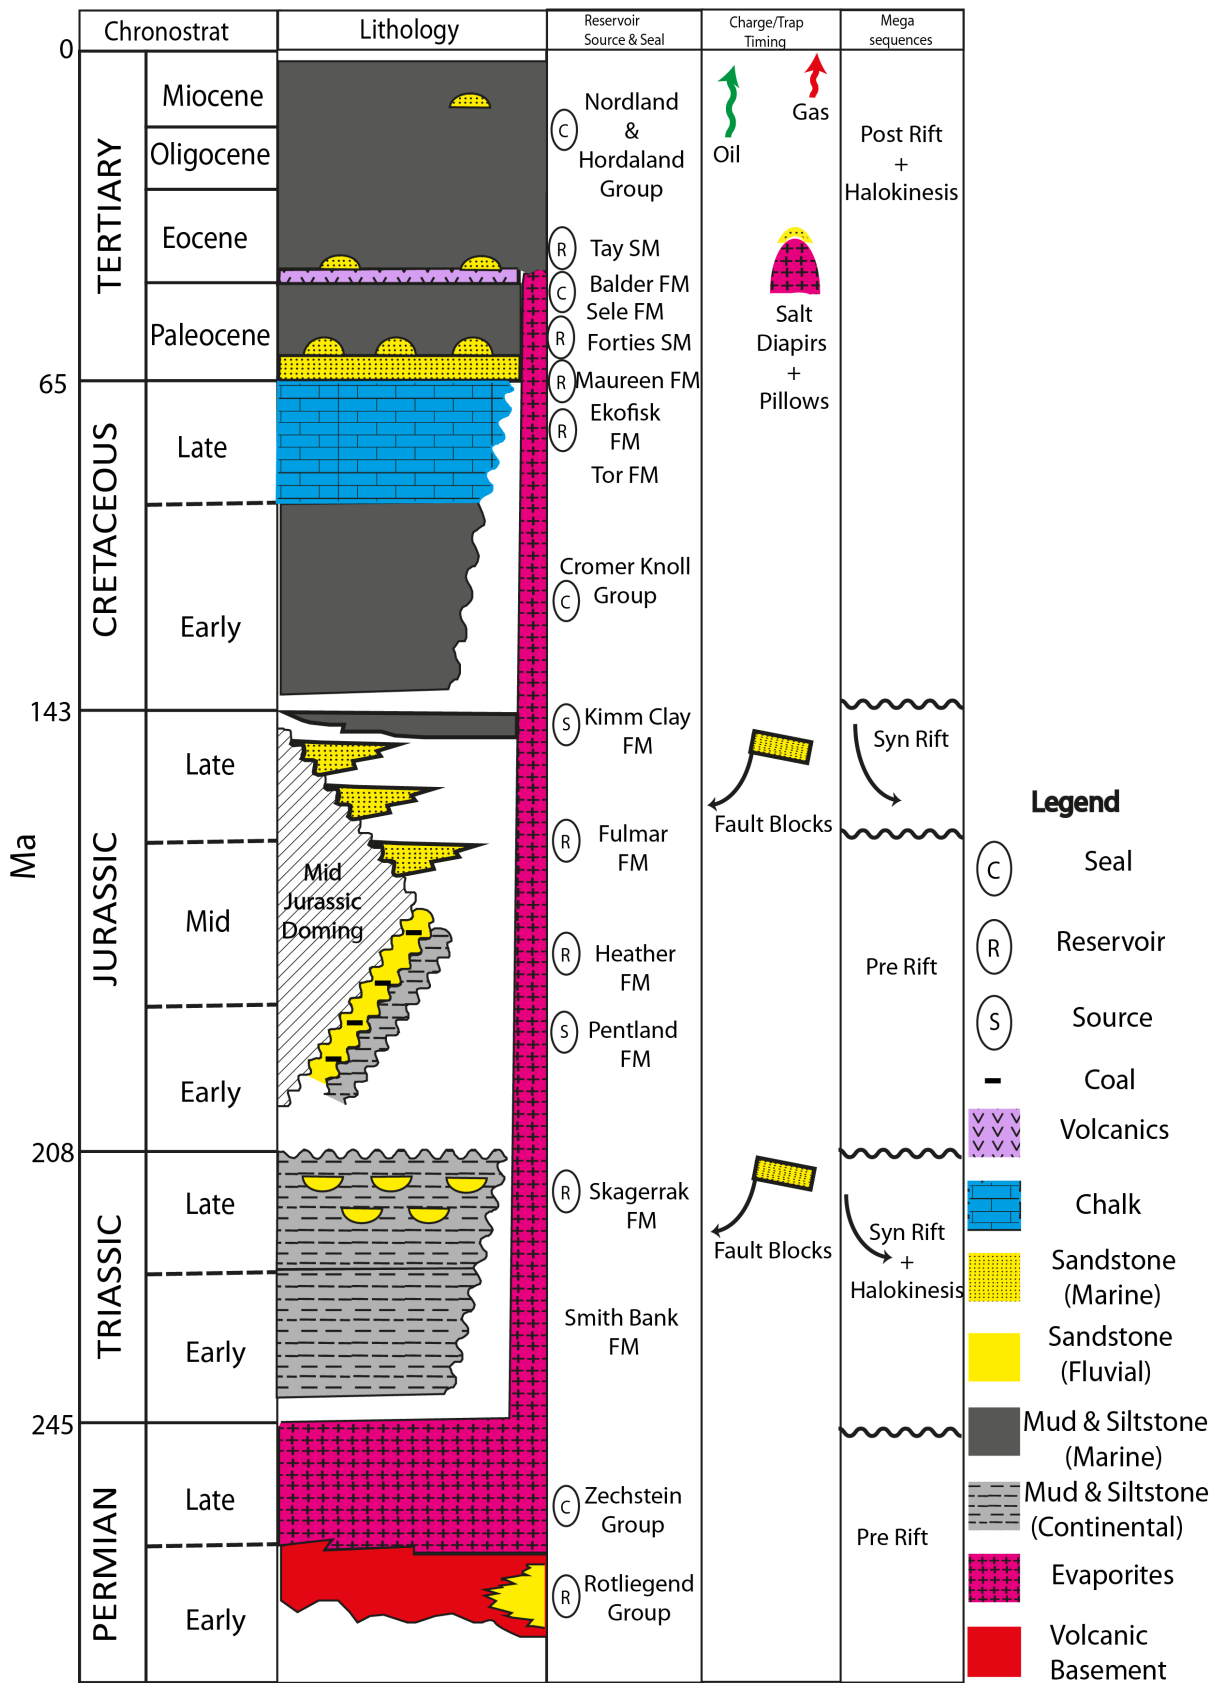 Chronostrat
Lithology
Reservoir
Source & Seal
Charge/Trap
Timing
Mega
sequences
0
65
143
208
245
Ma
TERTIARY
Miocene
Oligocene
Eocene
Paleocene
CRETACEOUS
Late
Early
JURASSIC
Late
Mid
Early
TRIASSIC
Late
Early
PERMIAN
Late
Early
Mid
Jurassic
Doming
C
Nordland
&
Hordaland
Group
R
Tay SM
C
Balder FM
Sele FM
R
Forties SM
R
Maureen FM
R
Ekofisk
FM
Tor FM
Cromer Knoll
C
Group
S
Kimm Clay
FM
R
Fulmar
FM
R
Heather
FM
S
Pentland
FM
R
Skagerrak
FM
Smith Bank
FM
C
Zechstein
Group
R
Rotliegend
Group
Oil
Gas
Salt
Diapirs
+
Pillows
Fault Blocks
Fault Blocks
Post Rift
+
Halokinesis
Syn Rift
Pre Rift
Syn Rift
+
Halokinesis
Pre Rift
Legend
C
Seal
R
Reservoir
S
Source
Coal
Volcanics
Chalk
Sandstone
(Marine)
Sandstone
(Fluvial)
Mud & Siltstone
(Marine)
Mud & Siltstone
(Continental)
Evaporites
Volcanic
Basement